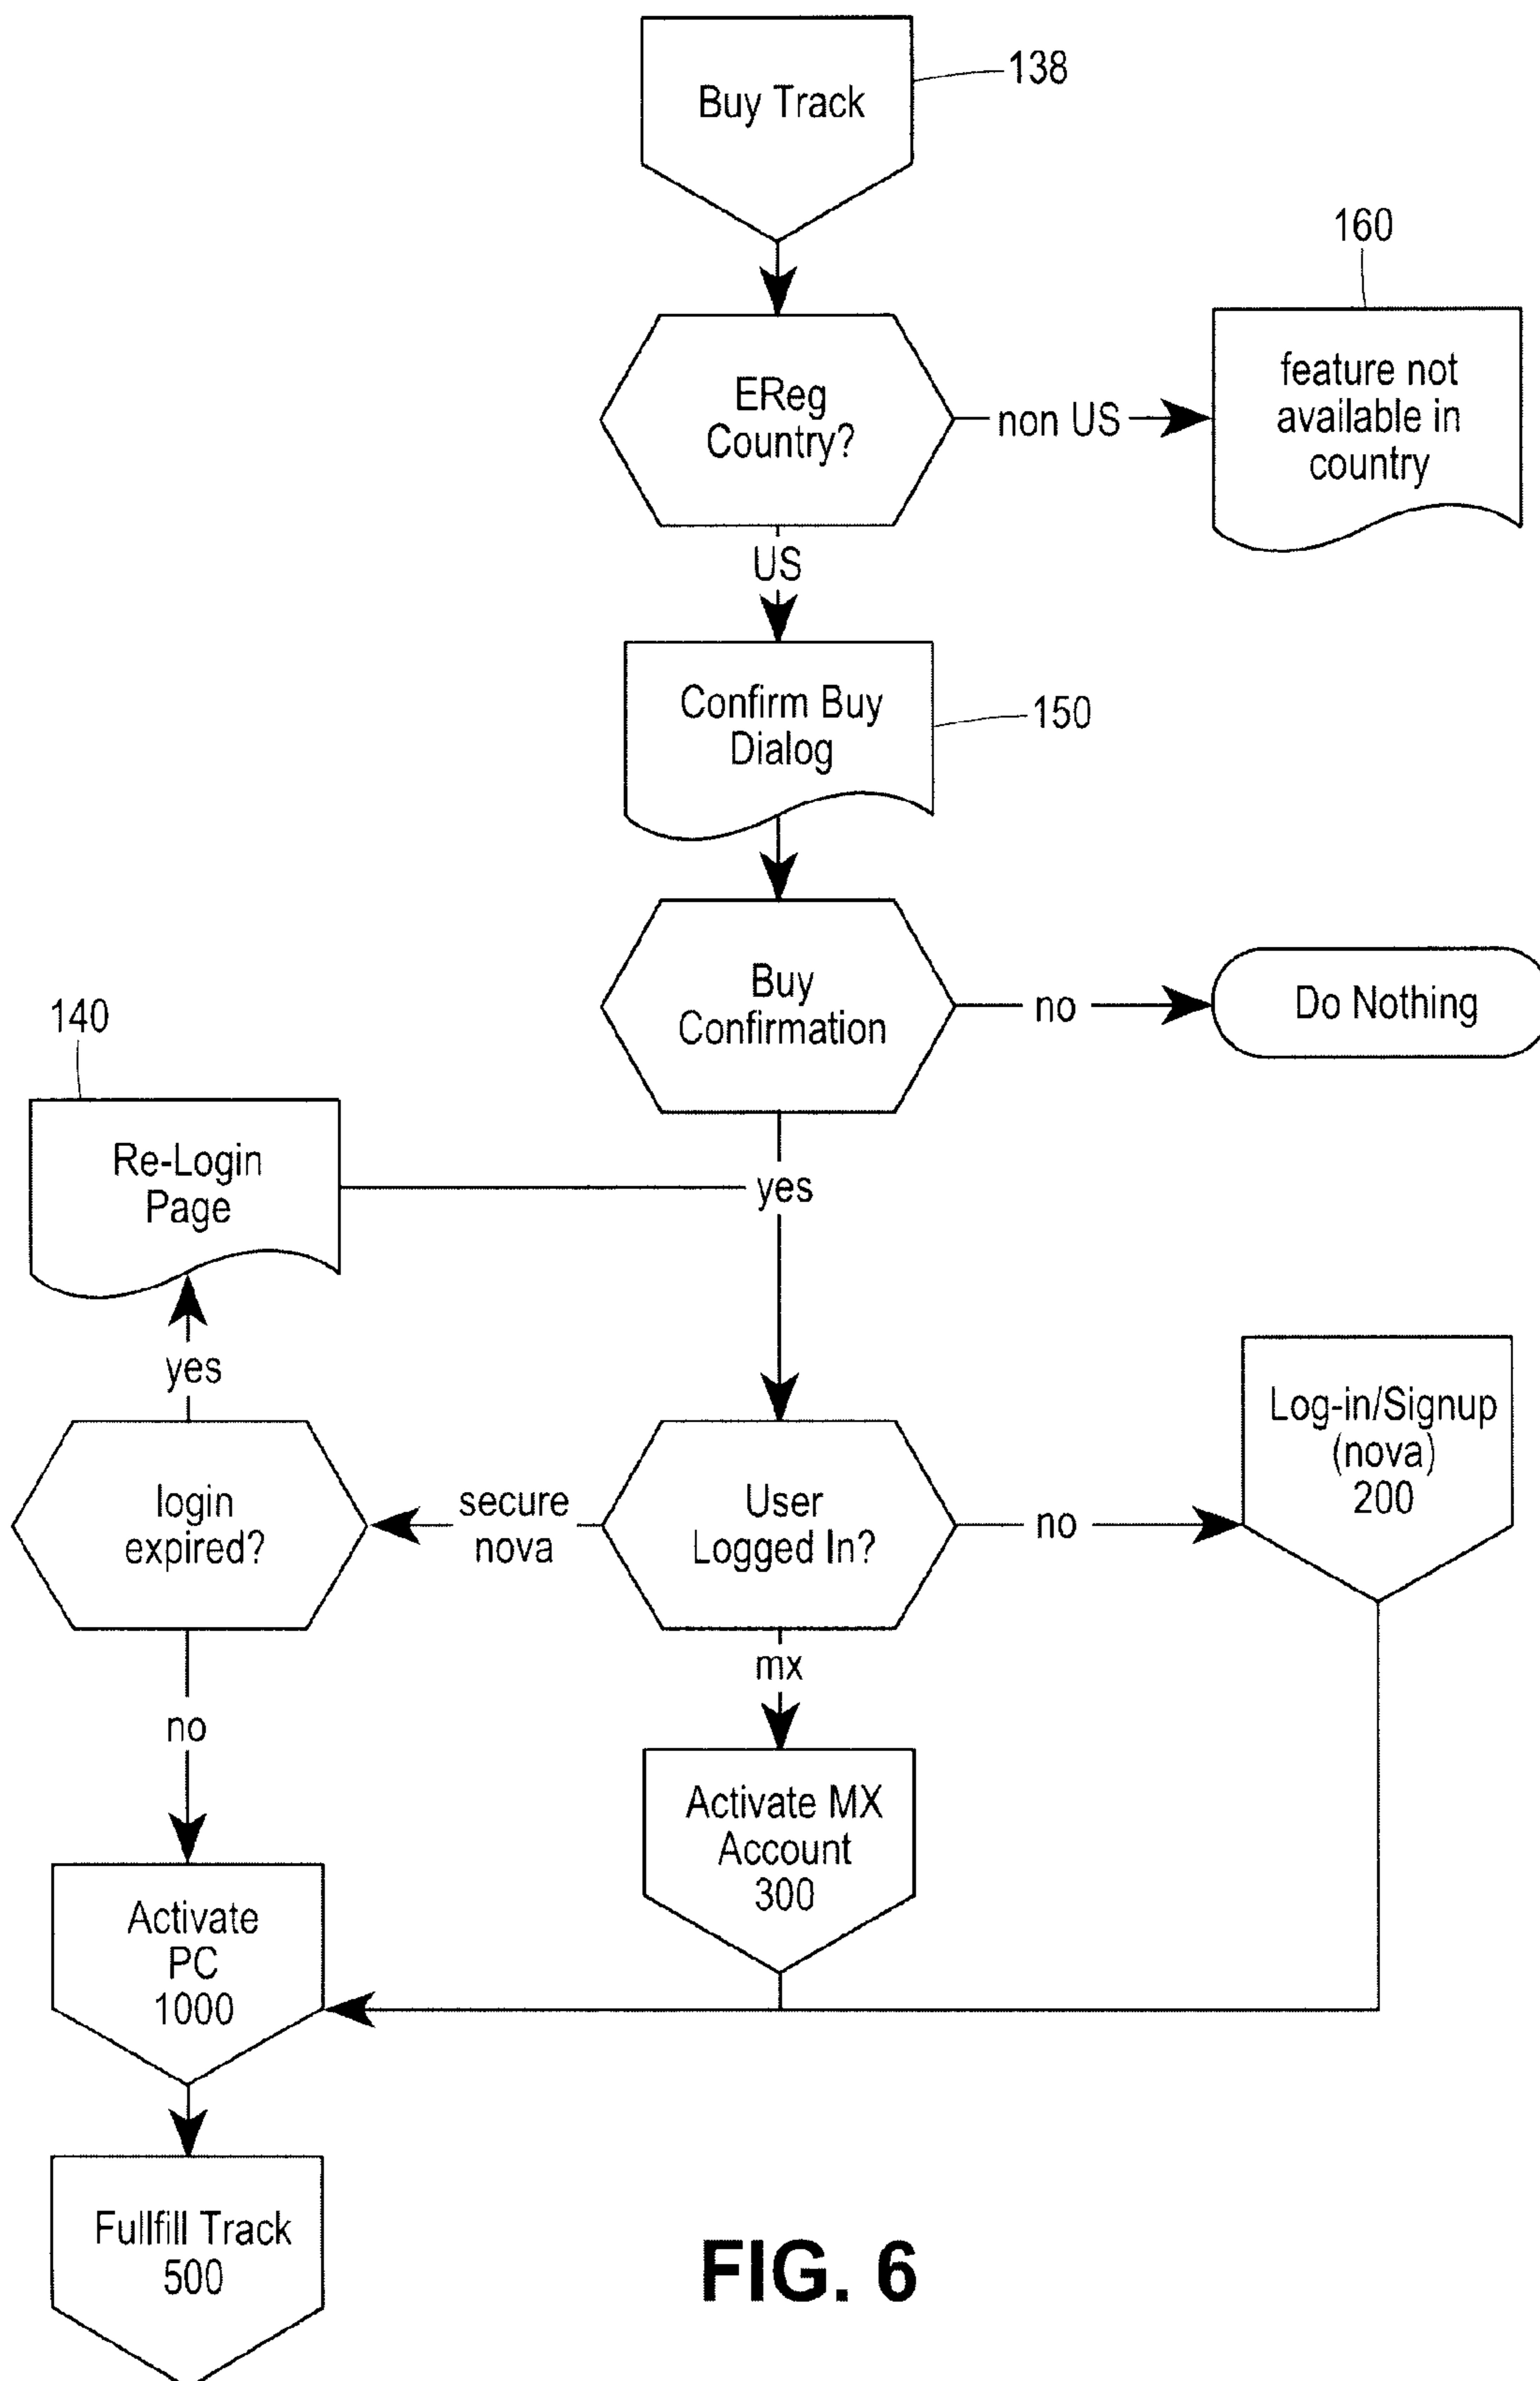 Buy Track
138
160
EReg
Country?
non US
feature not
available in
country
US
Confirm Buy
Dialog
150
Buy
Confirmation
no
Do Nothing
140
Re-Login
Page
yes
yes
Log-in/Signup
(nova)
200
login
expired?
secure
nova
User
Logged In?
no
mx
no
Activate MX
Account
300
Activate
PC
1000
Fullfill Track
500
FIG. 6